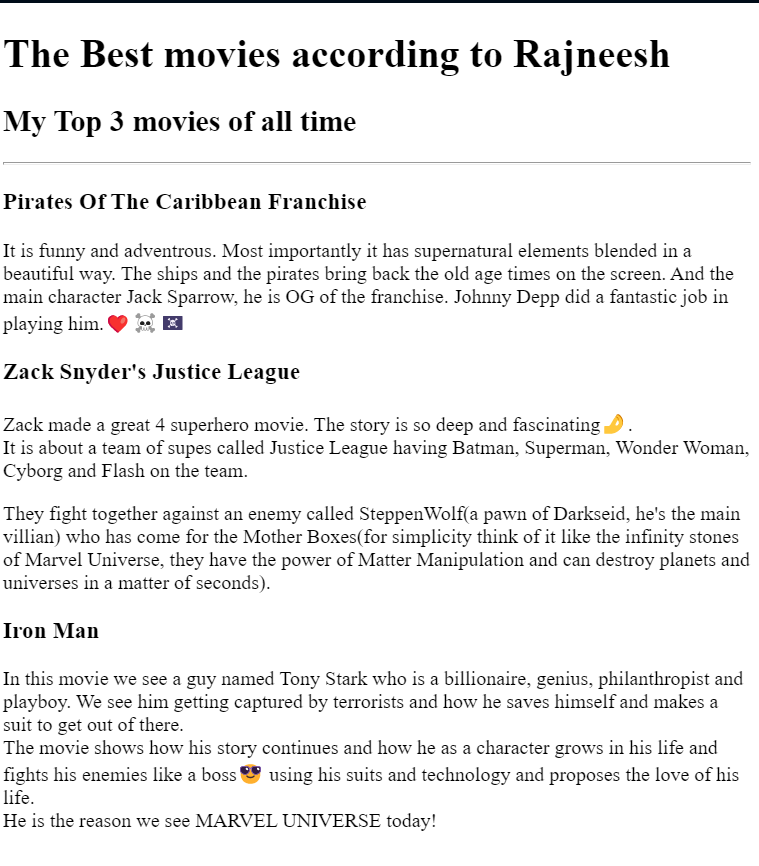 The Best movies according to Rajneesh
My Top 3 movies of all time
Pirates Of The Caribbean Franchise
It is funny and adventrous. Most importantly it has supernatural elements blended in a
beautiful way. The ships and the pirates bring back the old age times on the screen. And the
main character Jack Sparrow, he is OG of the franchise. Johnny Depp did a fantastic job in
playing him.❤️ ☠️ 🏴‍☠️
Zack Snyder's Justice League
Zack made a great 4 superhero movie. The story is so deep and fascinating🤌.
It is about a team of supes called Justice League having Batman, Superman, Wonder Woman,
Cyborg and Flash on the team.
They fight together against an enemy called SteppenWolf(a pawn of Darkseid, he's the main
villian) who has come for the Mother Boxes(for simplicity think of it like the infinity stones
of Marvel Universe, they have the power of Matter Manipulation and can destroy planets and
universes in a matter of seconds).
Iron Man
In this movie we see a guy named Tony Stark who is a billionaire, genius, philanthropist and
playboy. We see him getting captured by terrorists and how he saves himself and makes a
suit to get out of there.
The movie shows how his story continues and how he as a character grows in his life and
fights his enemies like a boss😎 using his suits and technology and proposes the love of his
life.
He is the reason we see MARVEL UNIVERSE today!